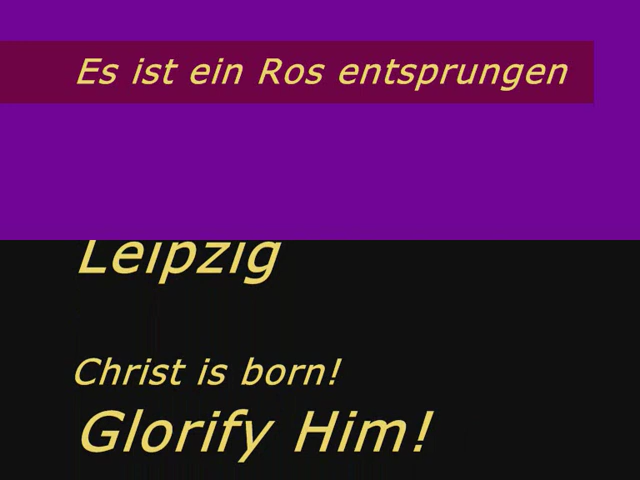 Es ist ein Ros entsprungen
Leipzig
Christ is born!
Glorify Him!